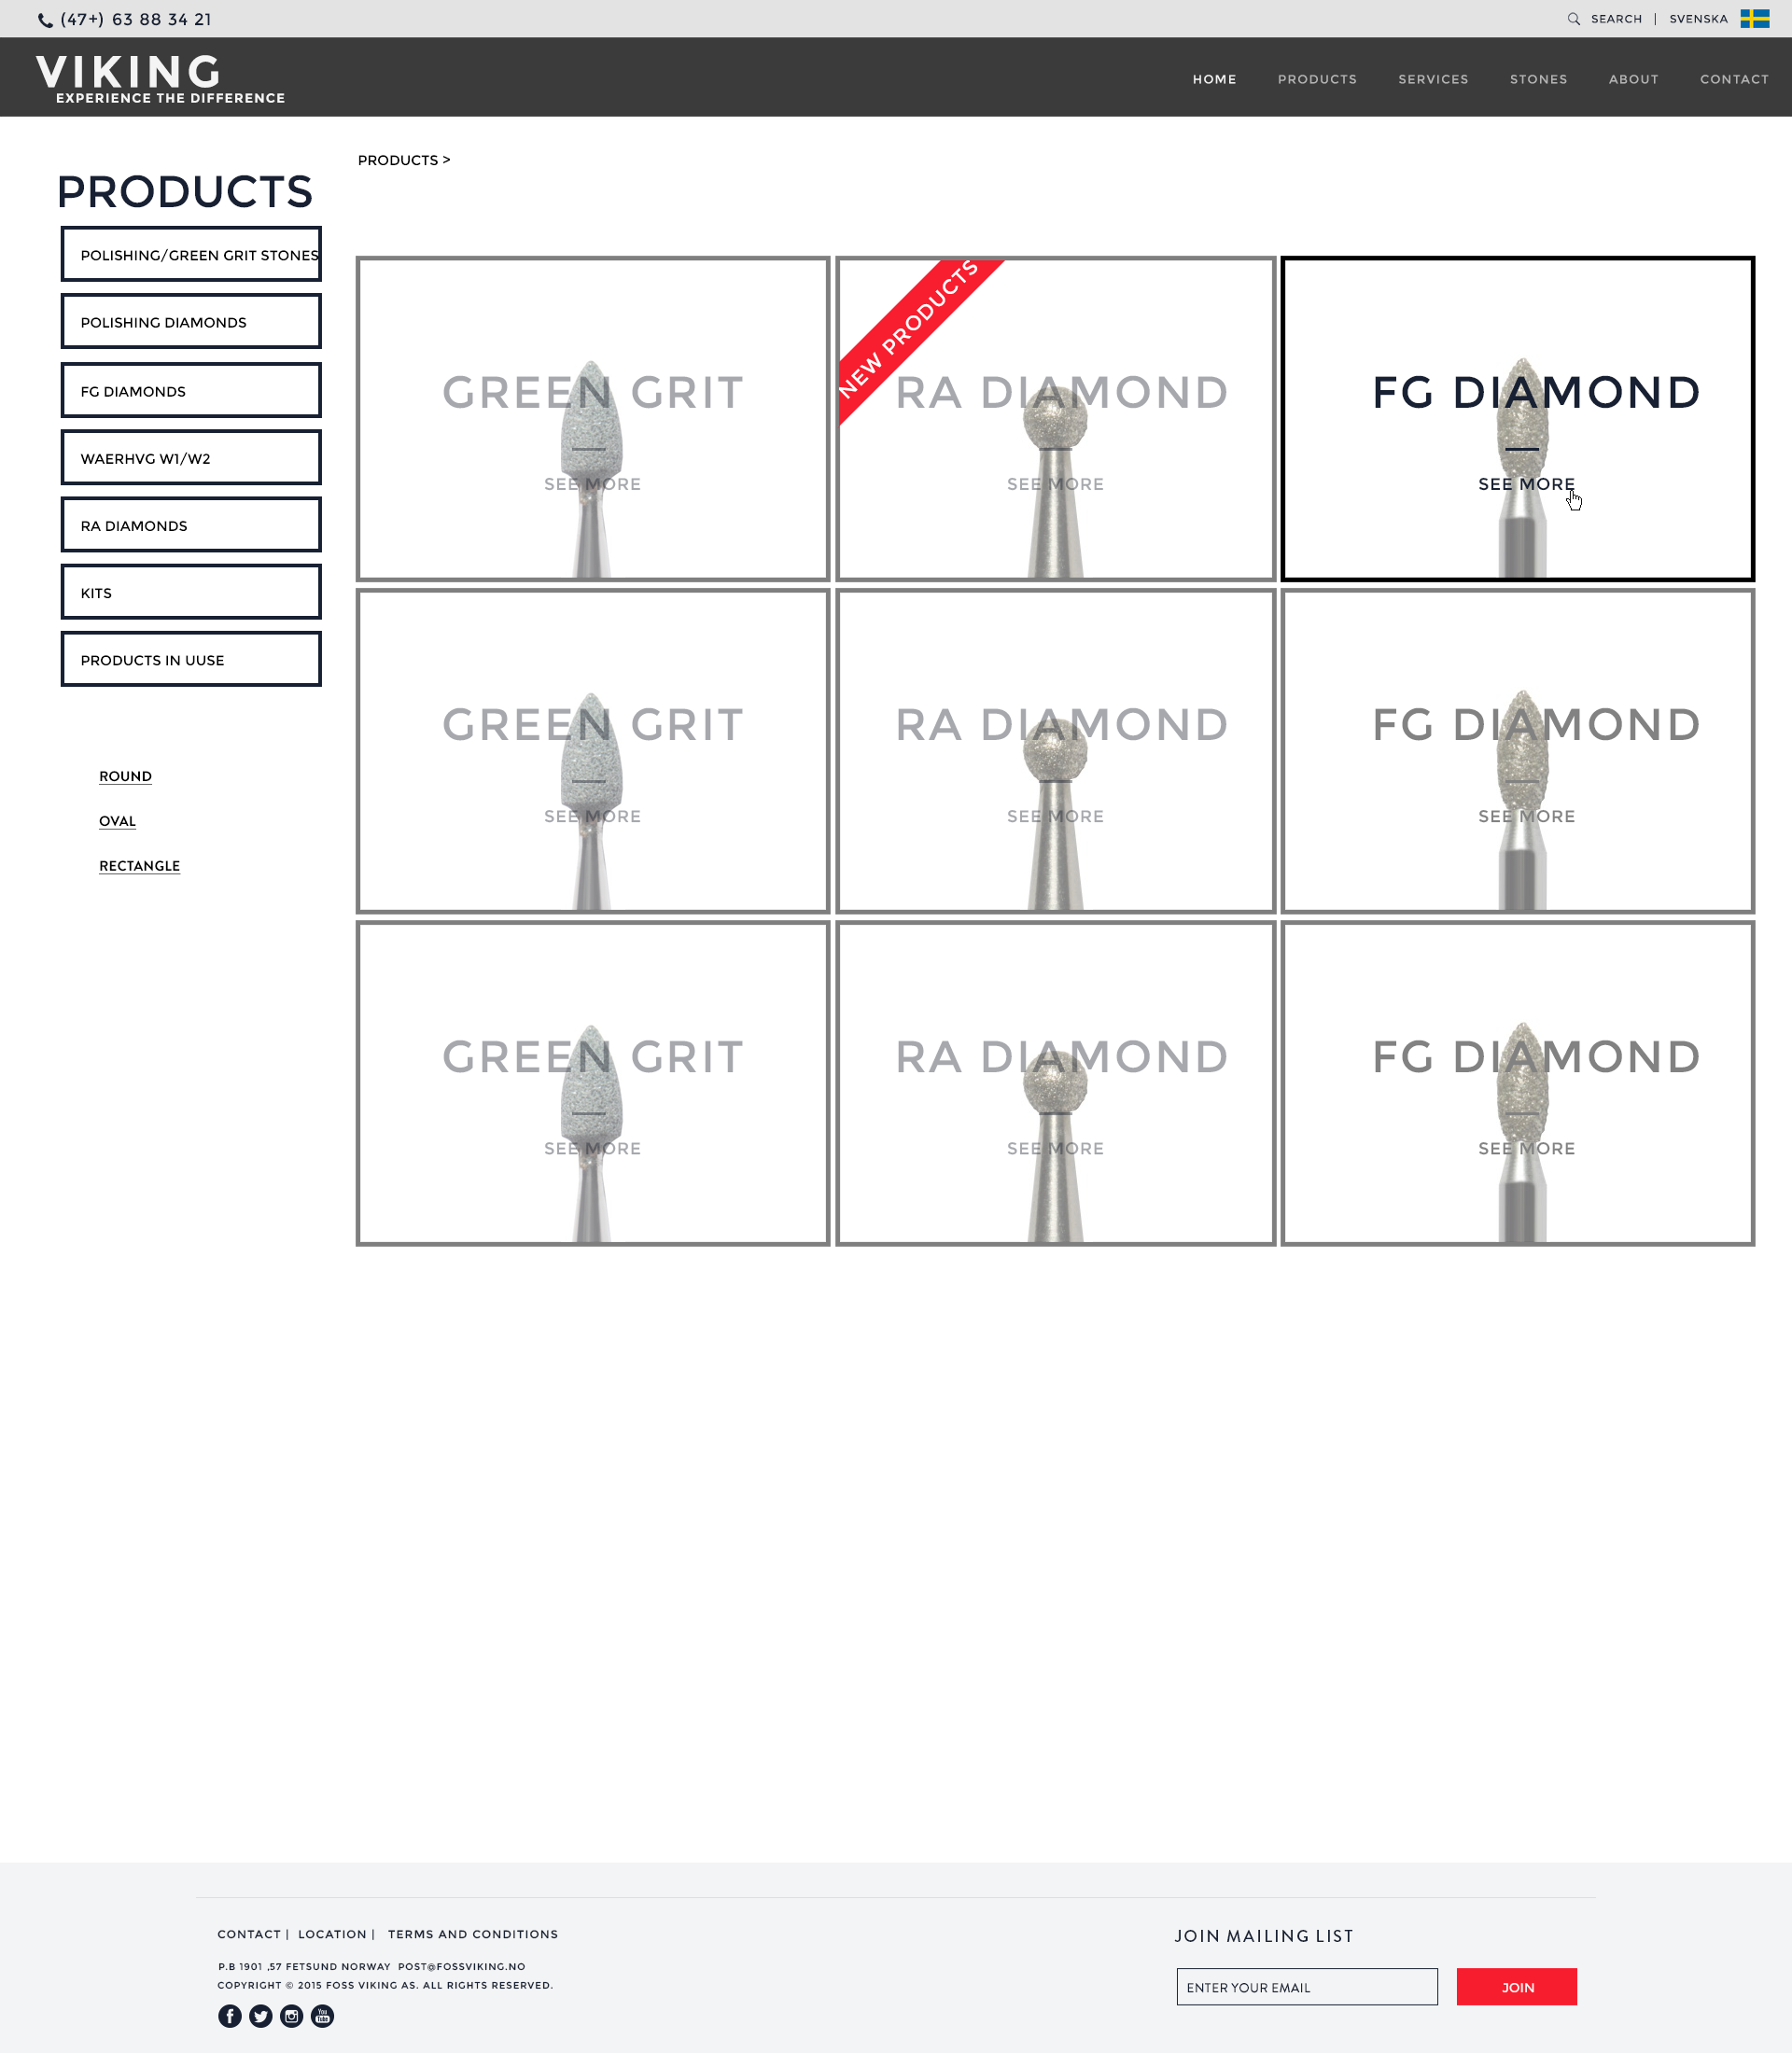 (47+) 63 88 34 21
SEARCH | SVENSKA
VIKING
EXPERIENCE THE DIFFERENCE
HOME PRODUCTS SERVICES STONES ABOUT CONTACT
PRODUCTS >
PRODUCTS
POLISHING/GREEN GRIT STONES
POLISHING DIAMONDS
FG DIAMONDS
WAERHVG W1/W2
RA DIAMONDS
KITS
PRODUCTS IN UUSE
ROUND
OVAL
RECTANGLE
GREEN GRIT
SEE MORE
NEW PRODUCTS
RA DIAMOND
SEE MORE
FG DIAMOND
SEE MORE
GREEN GRIT
SEE MORE
RA DIAMOND
SEE MORE
FG DIAMOND
SEE MORE
GREEN GRIT
SEE MORE
RA DIAMOND
SEE MORE
FG DIAMOND
SEE MORE
CONTACT | LOCATION | TERMS AND CONDITIONS
P.B 1901 ,57 FETSUND NORWAY POST@FOSSVIKING.NO
COPYRIGHT © 2015 FOSS VIKING AS. ALL RIGHTS RESERVED.
You Tube
JOIN MAILING LIST
ENTER YOUR EMAIL
JOIN